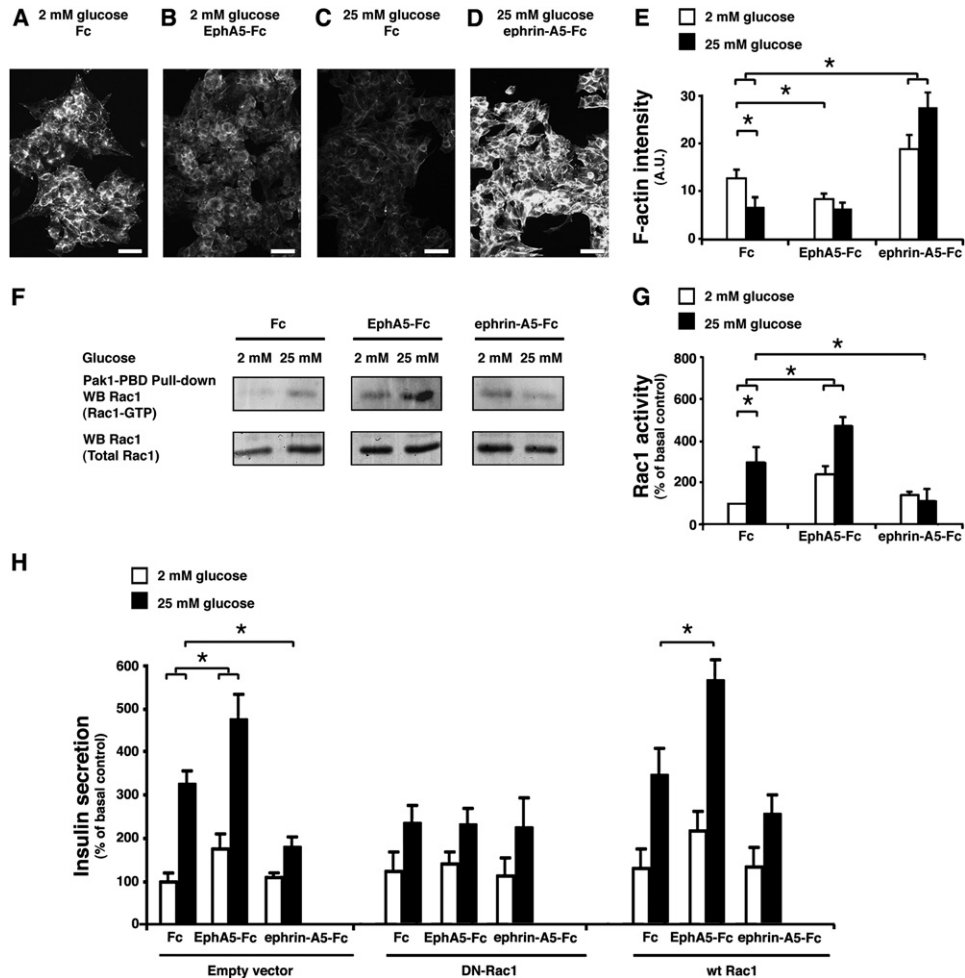 A 2 mM glucose
Fc
B 2 mM glucose
EphA5-Fc
C 25 mM glucose
Fc
D 25 mM glucose
ephrin-A5-Fc
E
2 mM glucose
25 mM glucose
F-actin intensity
(A.U.)
30
20
10
0
*
*
*
Fc EphA5-Fc ephrin-A5-Fc
F
Fc EphA5-Fc ephrin-A5-Fc
Glucose 2 mM 25 mM 2 mM 25 mM 2 mM 25 mM
Pak1-PBD Pull-down
WB Rac1
(Rac1-GTP)
WB Rac1
(Total Rac1)
G
2 mM glucose
25 mM glucose
Rac1 activity
(% of basal control)
800
600
400
200
0
*
*
*
Fc EphA5-Fc ephrin-A5-Fc
H
2 mM glucose
25 mM glucose
Insulin secretion
(% of basal control)
600
500
400
300
200
100
0
*
*
*
Fc EphA5-Fc ephrin-A5-Fc Fc EphA5-Fc ephrin-A5-Fc Fc EphA5-Fc ephrin-A5-Fc
Empty vector DN-Rac1 wt Rac1